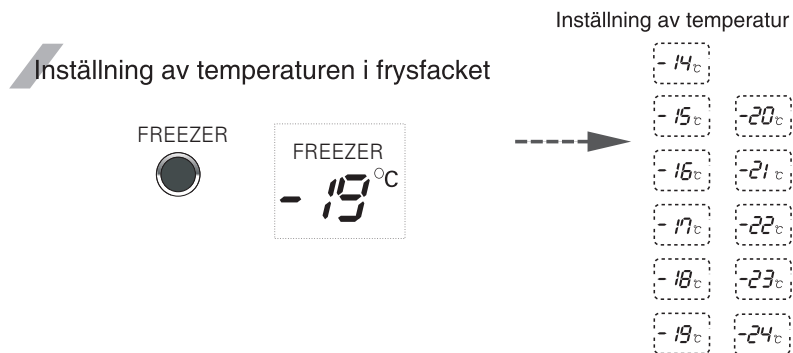 Inställning av temperatur
Inställning av temperaturen i frysfacket
FREEZER
FREEZER
-19 °C
-14 °C
-15 °C -20 °C
-16 °C -21 °C
-17 °C -22 °C
-18 °C -23 °C
-19 °C -24 °C